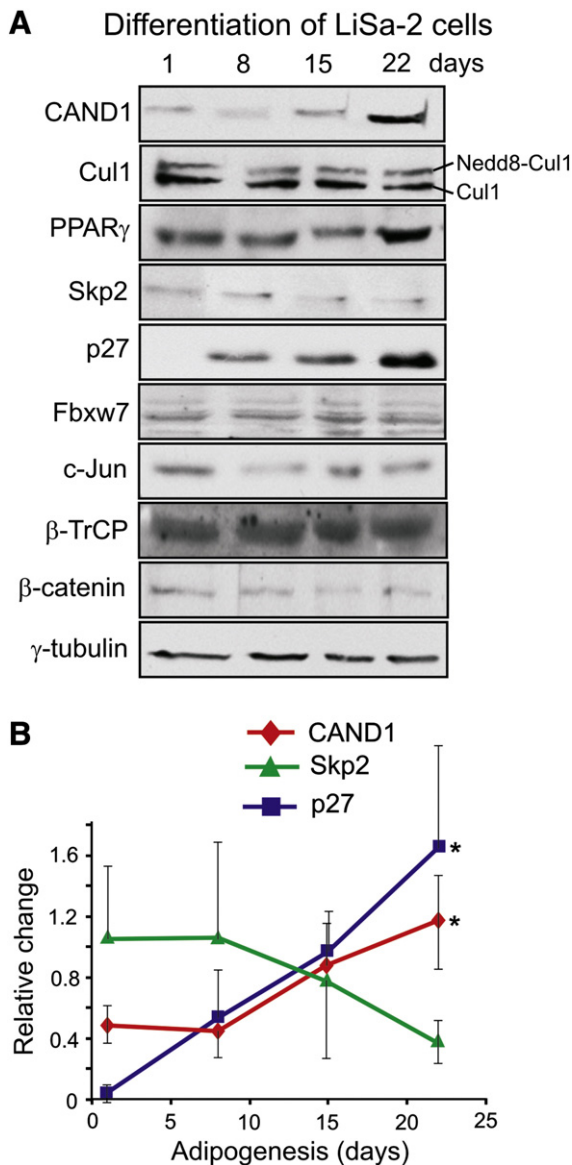 A Differentiation of LiSa-2 cells
1 8 15 22 days
CAND1
Cul1
Nedd8-Cul1
Cul1
PPARγ
Skp2
p27
Fbxw7
c-Jun
β-TrCP
β-catenin
γ-tubulin
B
CAND1
Skp2
p27
Relative change
1.6
1.2
0.8
0.4
0
*
*
0 5 10 15 20 25
Adipogenesis (days)